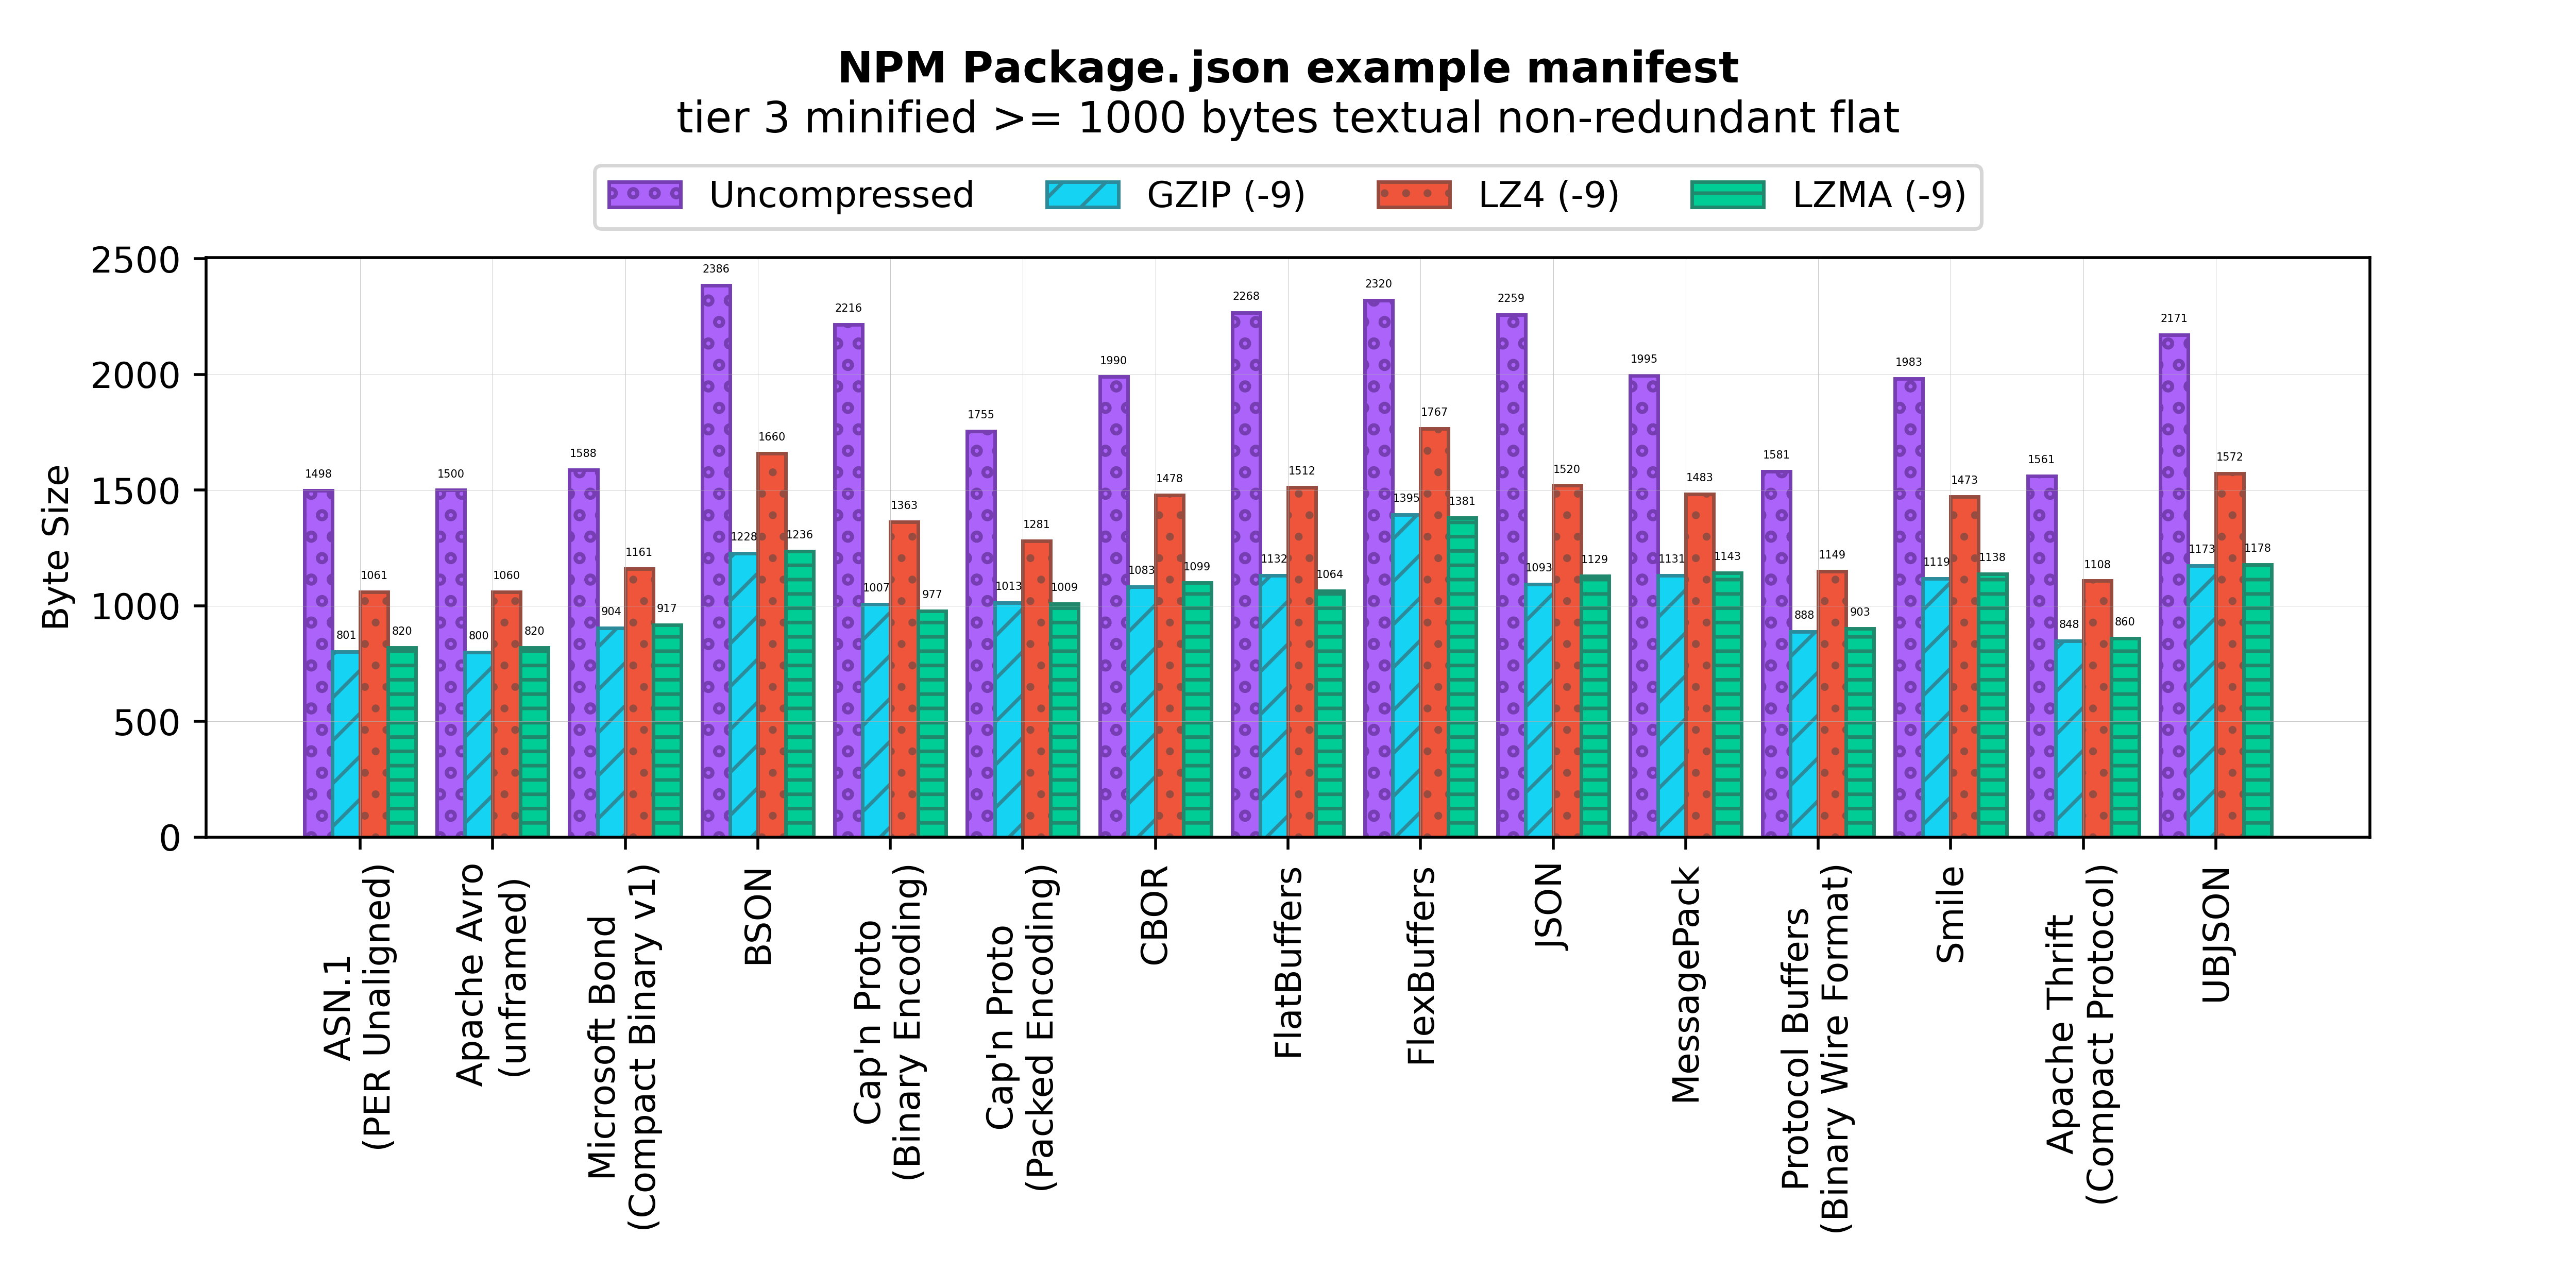 NPM Package.json example manifest
tier 3 minified >= 1000 bytes textual non-redundant flat
Uncompressed GZIP (-9) LZ4 (-9) LZMA (-9)
Byte Size
2500
2000
1500
1000
500
0
1498 801 1061 820
1500 800 1060 820
1588 904 1161 917
2386 1228 1660 1236
2216 1007 1363 977
1755 1013 1281 1009
1990 1083 1478 1099
2268 1132 1512 1064
2320 1395 1767 1381
2259 1093 1520 1129
1995 1131 1483 1143
1581 888 1149 903
1983 1119 1473 1138
1561 848 1108 860
2171 1173 1572 1178
ASN.1
(PER Unaligned)
Apache Avro
(unframed)
Microsoft Bond
(Compact Binary v1)
BSON
Cap'n Proto
(Binary Encoding)
Cap'n Proto
(Packed Encoding)
CBOR
FlatBuffers
FlexBuffers
JSON
MessagePack
Protocol Buffers
(Binary Wire Format)
Smile
Apache Thrift
(Compact Protocol)
UBJSON